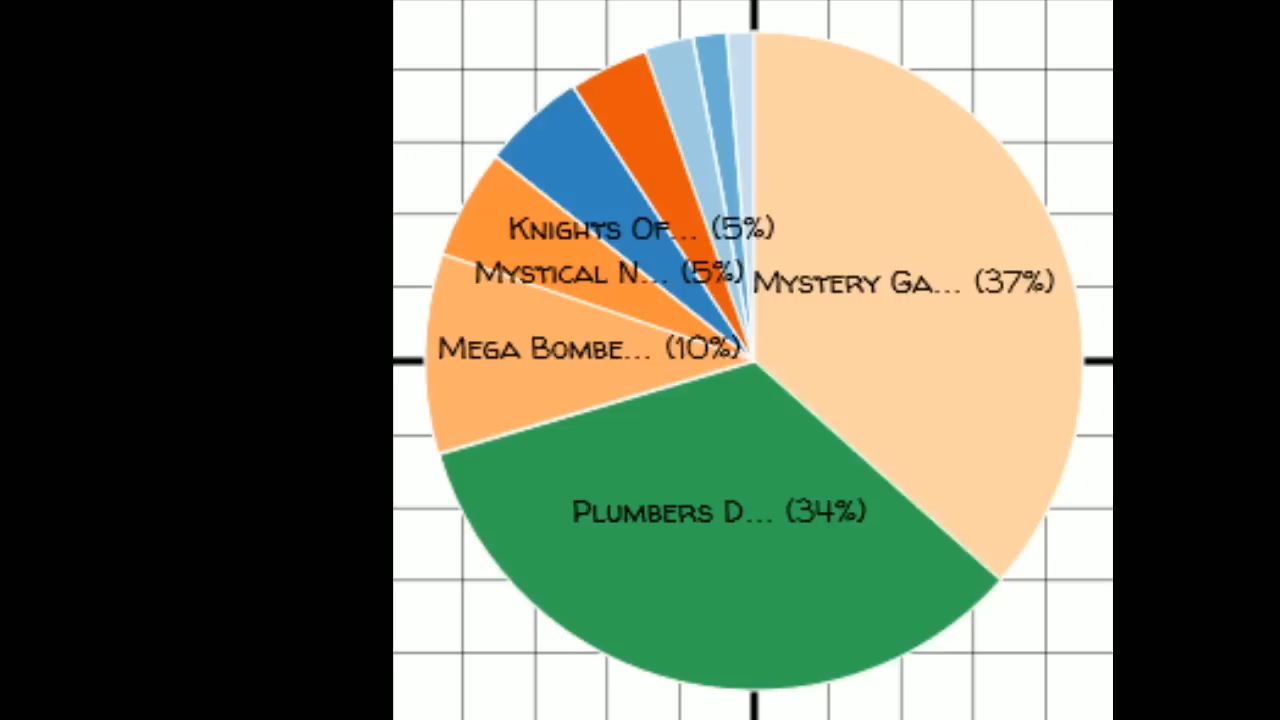 Knights Of... (5%)
Mystical N... (5%)
Mystery Ga... (37%)
Mega Bombe... (10%)
Plumbers D... (34%)